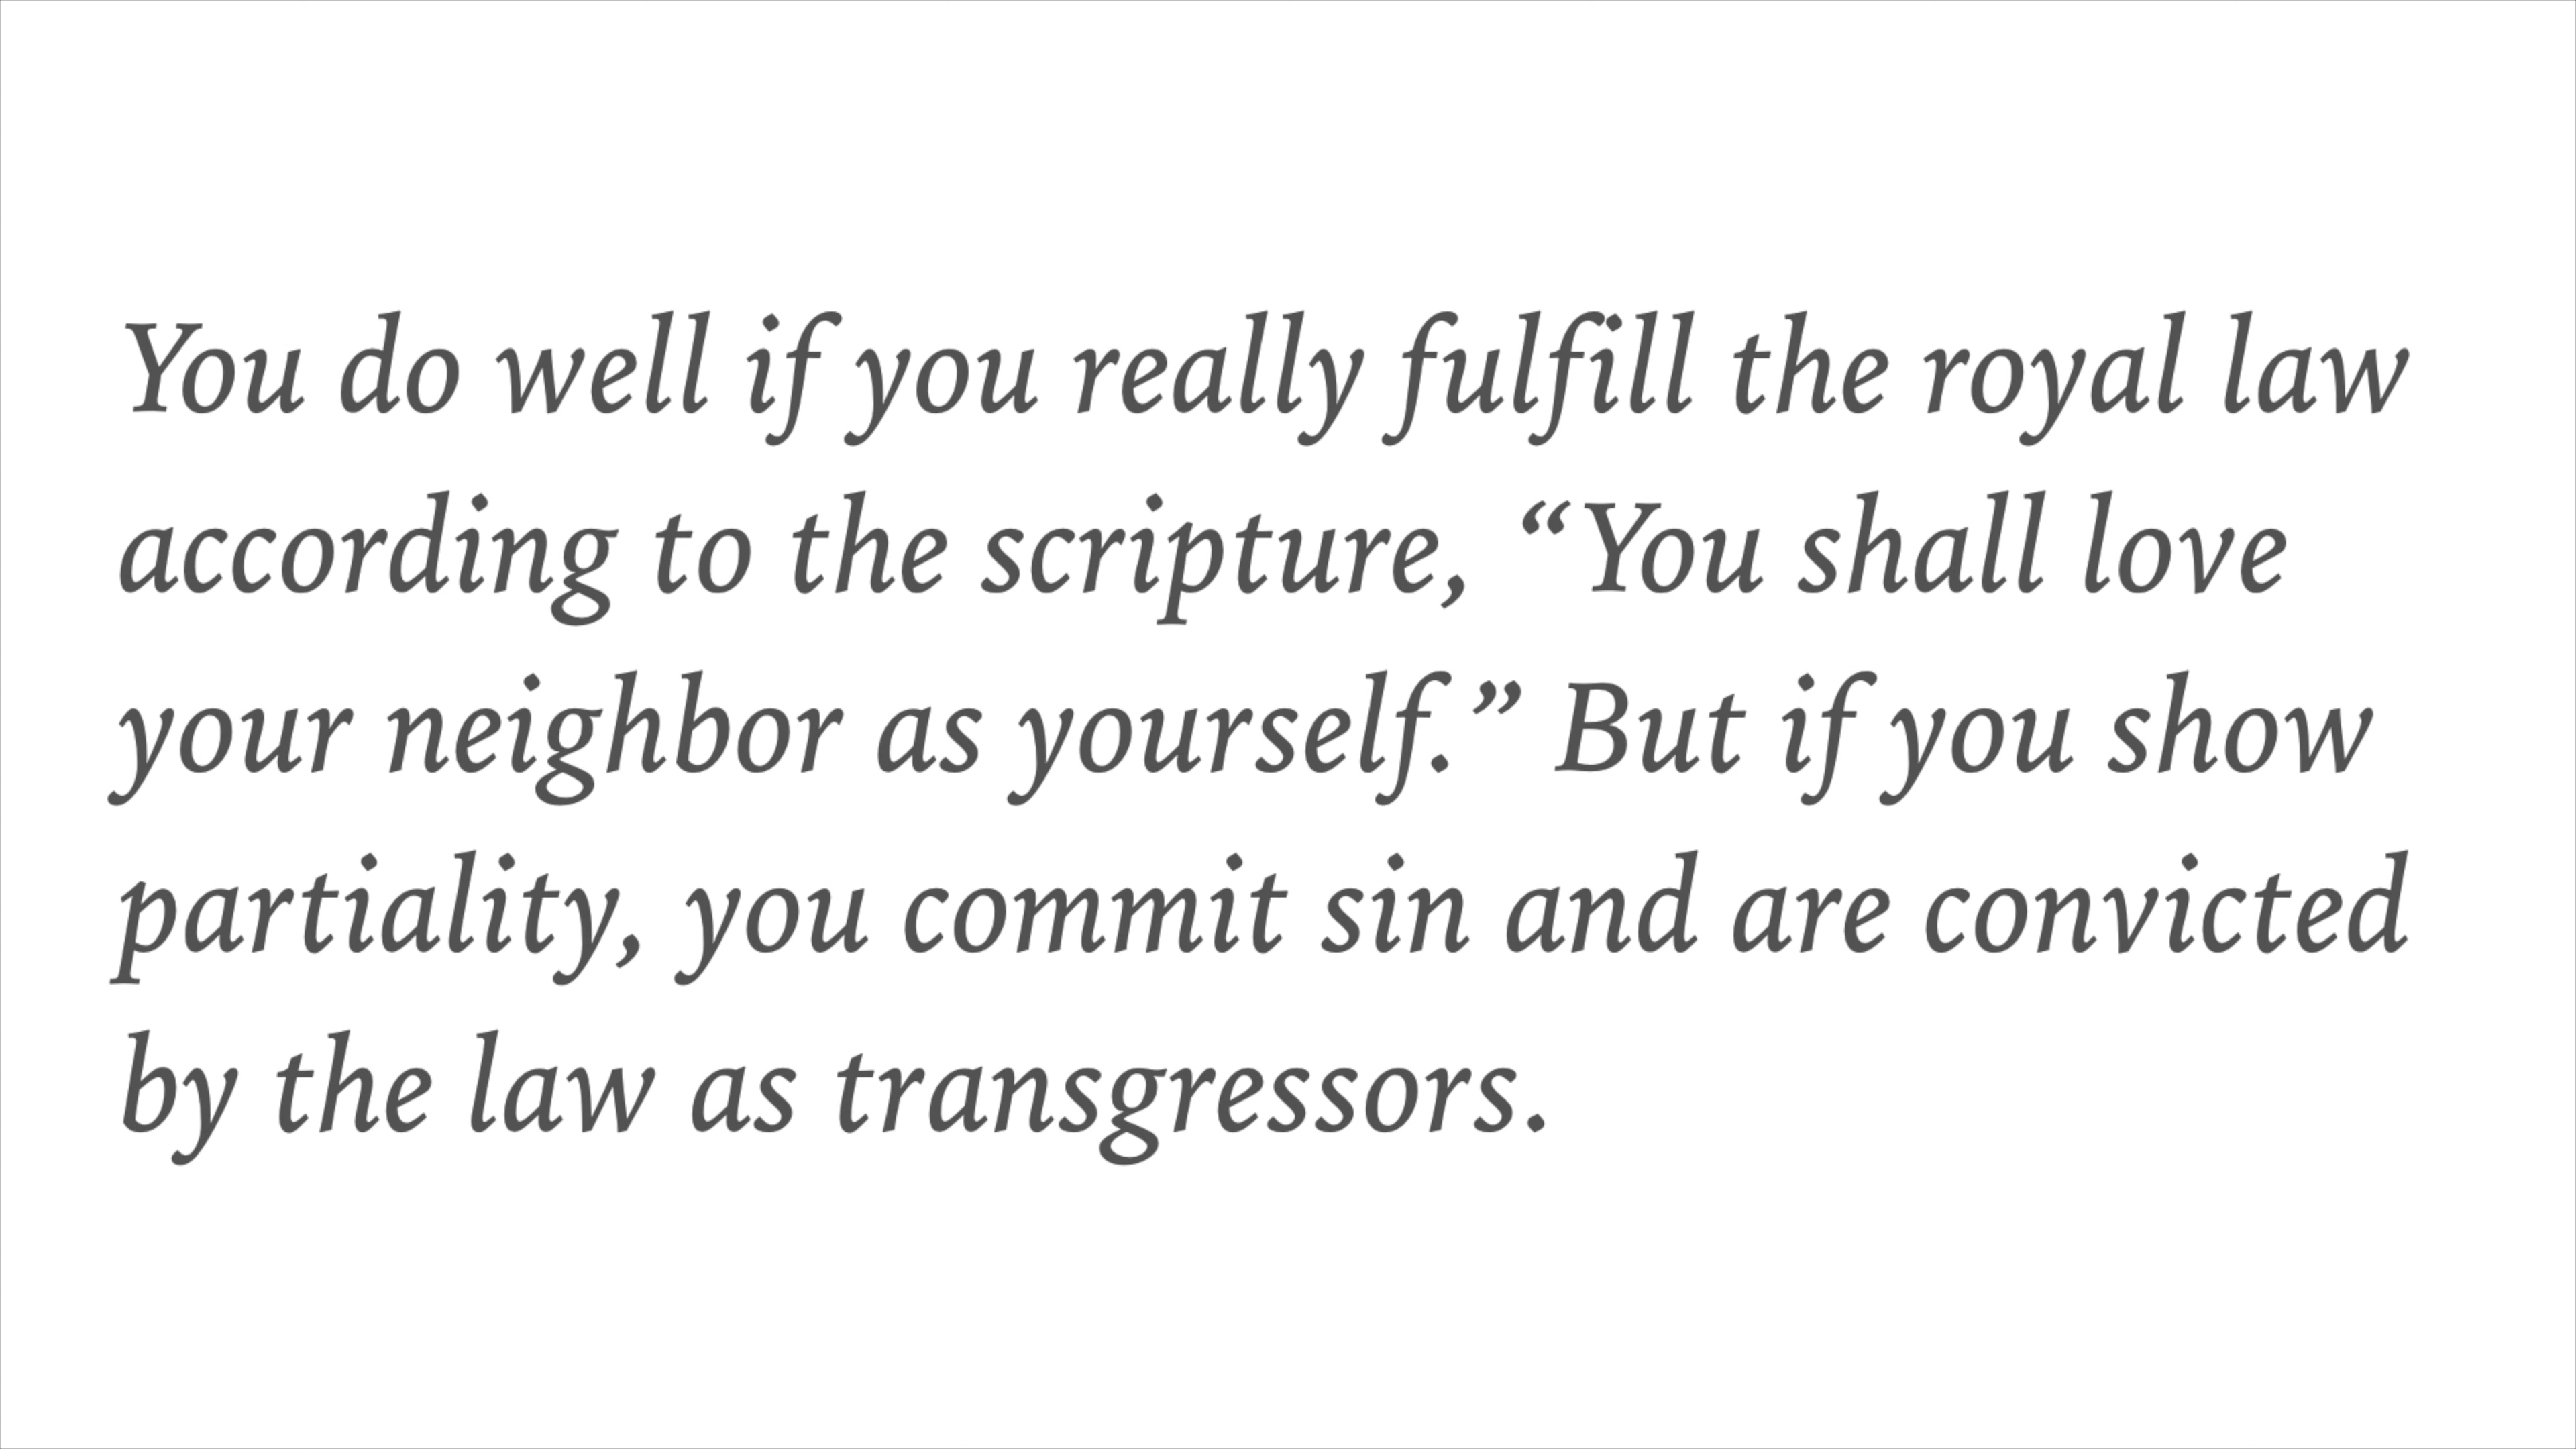 You do well if you really fulfill the royal law
according to the scripture, “You shall love
your neighbor as yourself.” But if you show
partiality, you commit sin and are convicted
by the law as transgressors.